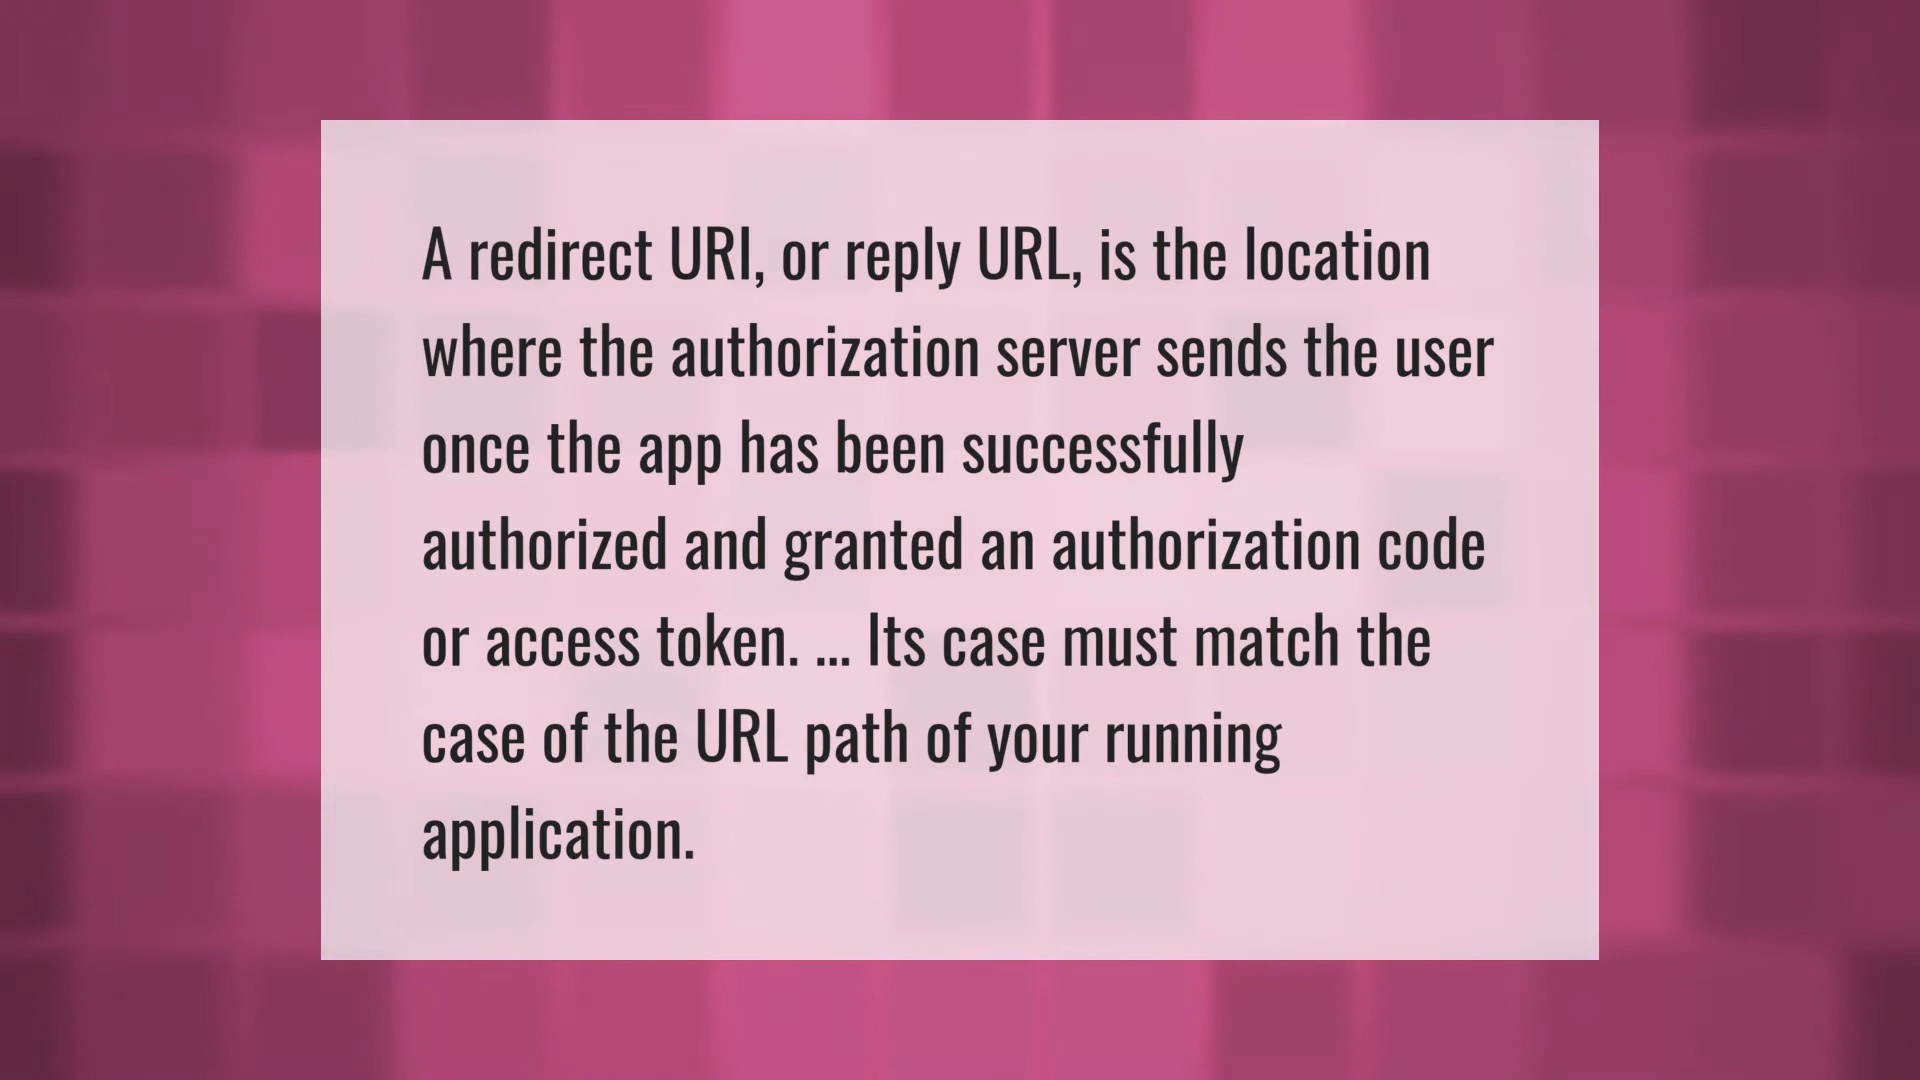 A redirect URI, or reply URL, is the location
where the authorization server sends the user
once the app has been successfully
authorized and granted an authorization code
or access token. ... Its case must match the
case of the URL path of your running
application.